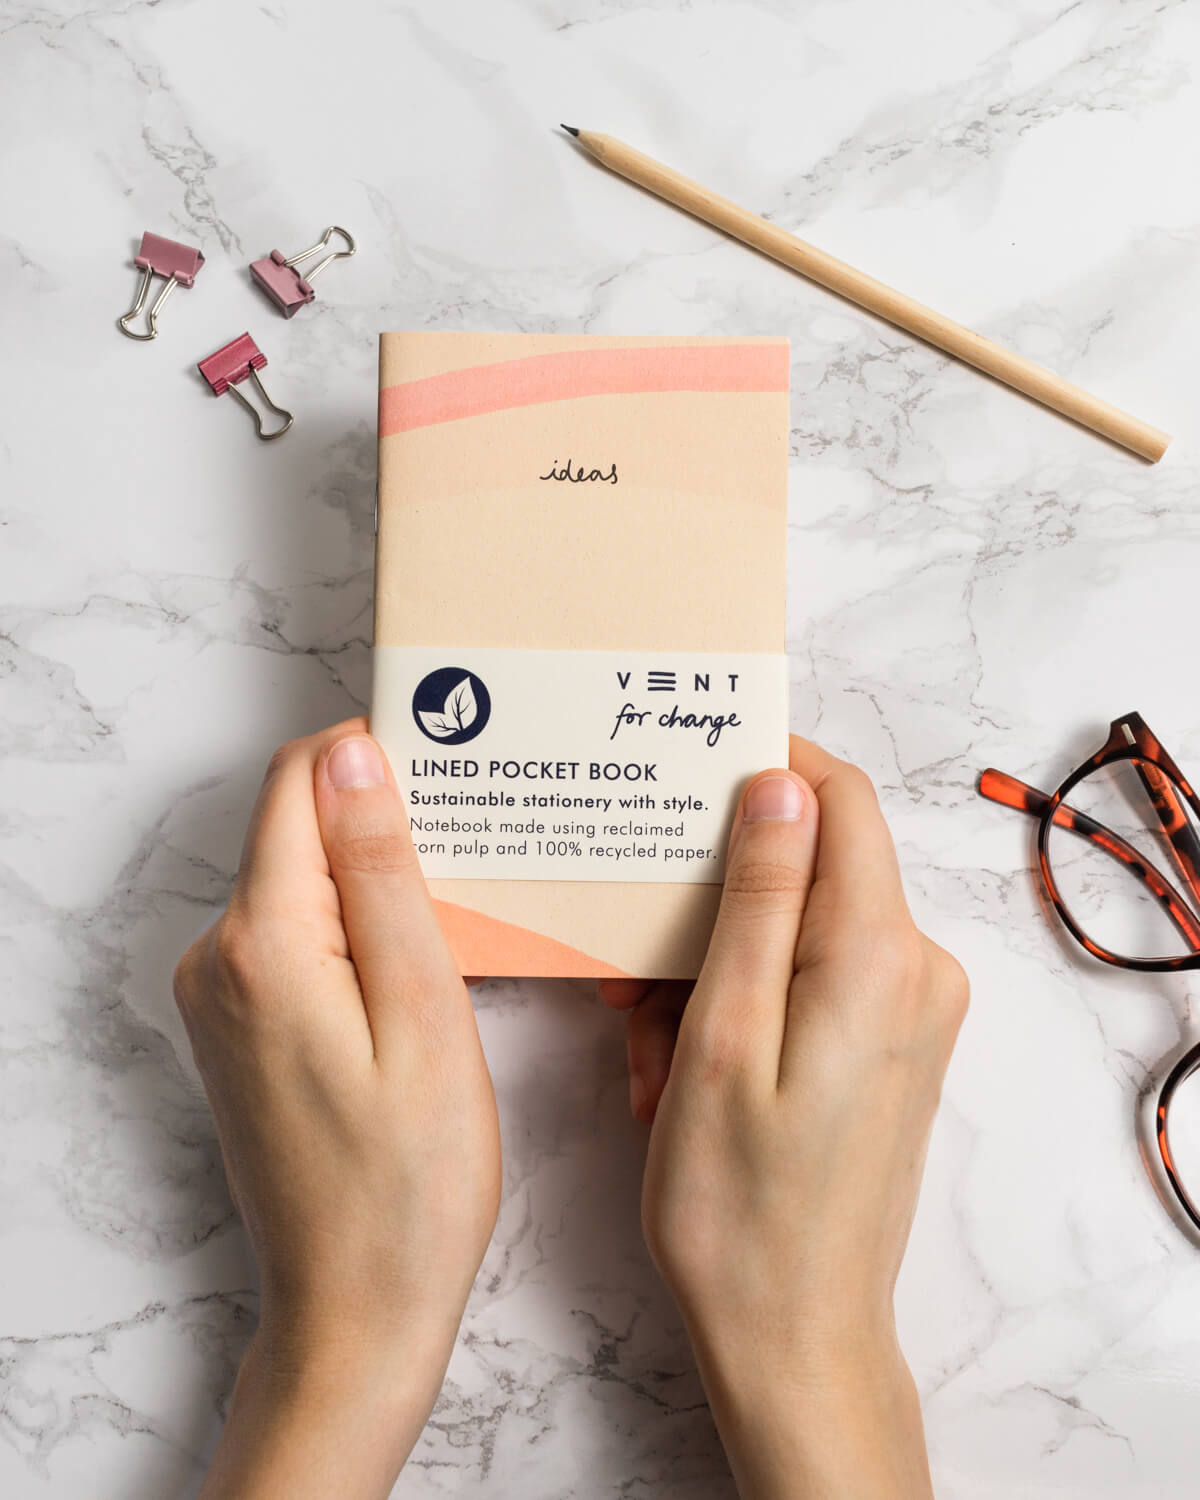 ideas
VENT
for change
LINED POCKET BOOK
Sustainable stationery with style.
Notebook made using reclaimed
corn pulp and 100% recycled paper.